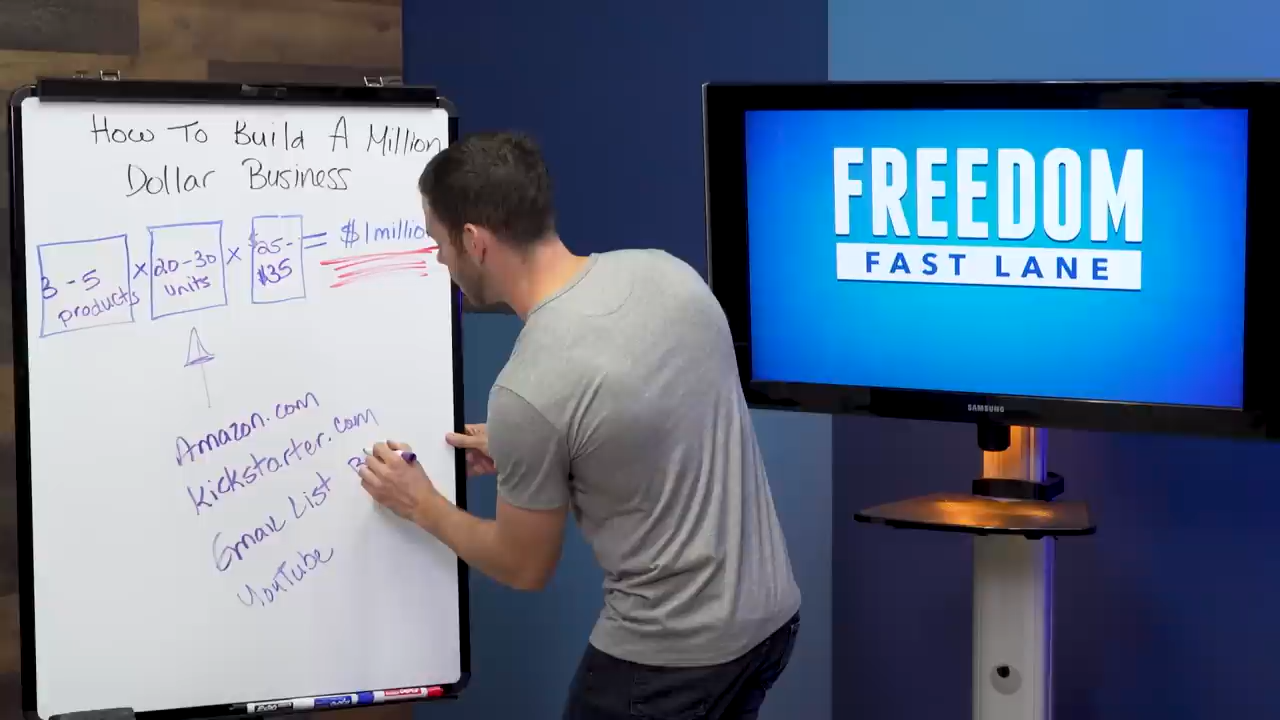 How To Build A Million
Dollar Business
3-5
products
x
20-30
units
x
$25-
$35
= $1 millio
Amazon.com
Kickstarter.com
Email List
YouTube
FREEDOM
FAST LANE
SAMSUNG